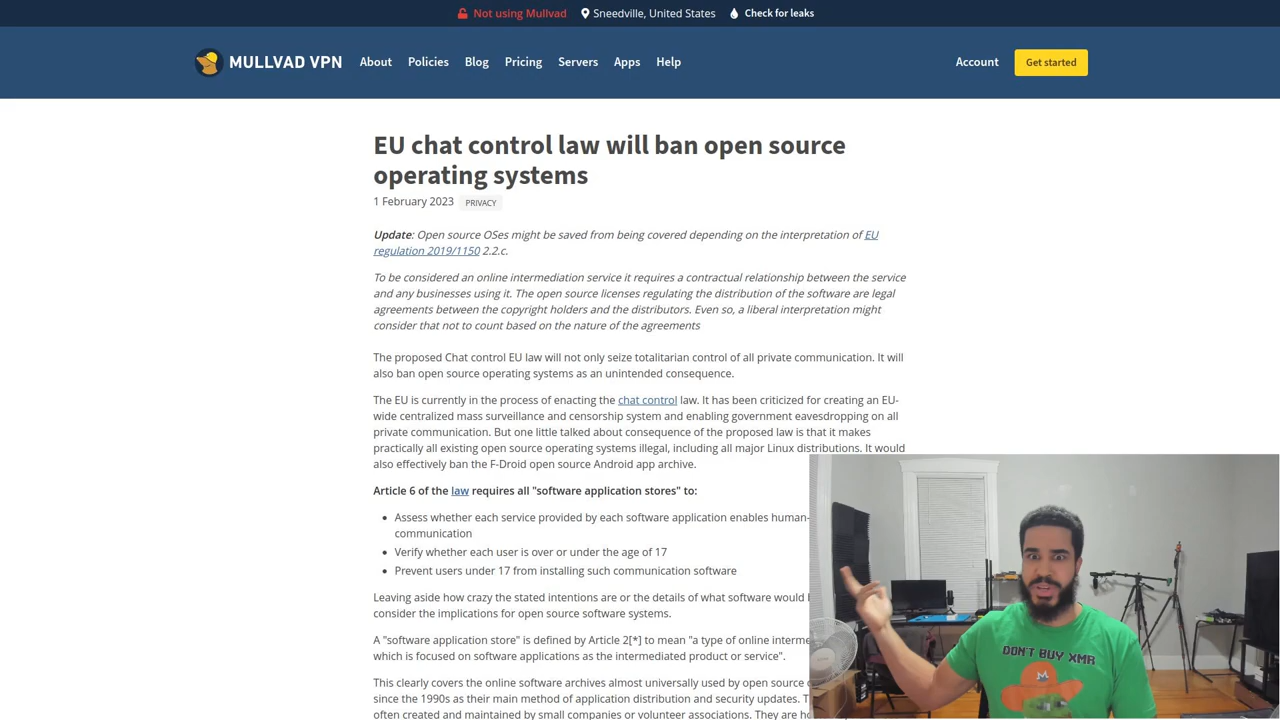 Not using Mullvad Sneedville, United States Check for leaks
MULLVAD VPN About Policies Blog Pricing Servers Apps Help Account Get started
EU chat control law will ban open source
operating systems
1 February 2023 PRIVACY
Update: Open source OSes might be saved from being covered depending on the interpretation of EU
regulation 2019/1150 2.2.c.
To be considered an online intermediation service it requires a contractual relationship between the service
and any businesses using it. The open source licenses regulating the distribution of the software are legal
agreements between the copyright holders and the distributors. Even so, a liberal interpretation might
consider that not to count based on the nature of the agreements
The proposed Chat control EU law will not only seize totalitarian control of all private communication. It will
also ban open source operating systems as an unintended consequence.
The EU is currently in the process of enacting the chat control law. It has been criticized for creating an EU-
wide centralized mass surveillance and censorship system and enabling government eavesdropping on all
private communication. But one little talked about consequence of the proposed law is that it makes
practically all existing open source operating systems illegal, including all major Linux distributions. It would
also effectively ban the F-Droid open source Android app archive.
Article 6 of the law requires all "software application stores" to:
Assess whether each service provided by each software application enables human-
communication
Verify whether each user is over or under the age of 17
Prevent users under 17 from installing such communication software
Leaving aside how crazy the stated intentions are or the details of what software would
consider the implications for open source software systems.
A "software application store" is defined by Article 2[*] to mean "a type of online
which is focused on software applications as the intermediated product or service".
This clearly covers the online software archives almost universally used by open source
since the 1990s as their main method of application distribution and security updates.
often created and maintained by small companies or volunteer associations. They are
DON'T BUY XMR